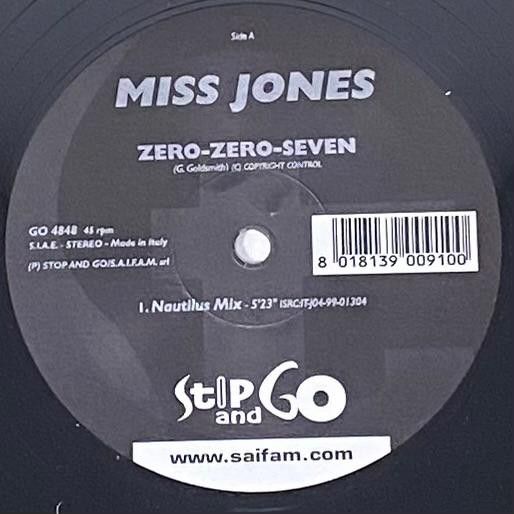 Side A
MISS JONES
ZERO-ZERO-SEVEN
(G. Goldsmith) (C) COPYRIGHT CONTROL
GO 4848 45 rpm
S.I.A.E. - STEREO - Made in Italy
(P) STOP AND GO/S.A.I.F.A.M. srl
8 018139 009100
1. Nautilus Mix - 5'23" ISRC:IT-J04-99-01304
StOP
and GO
www.saifam.com